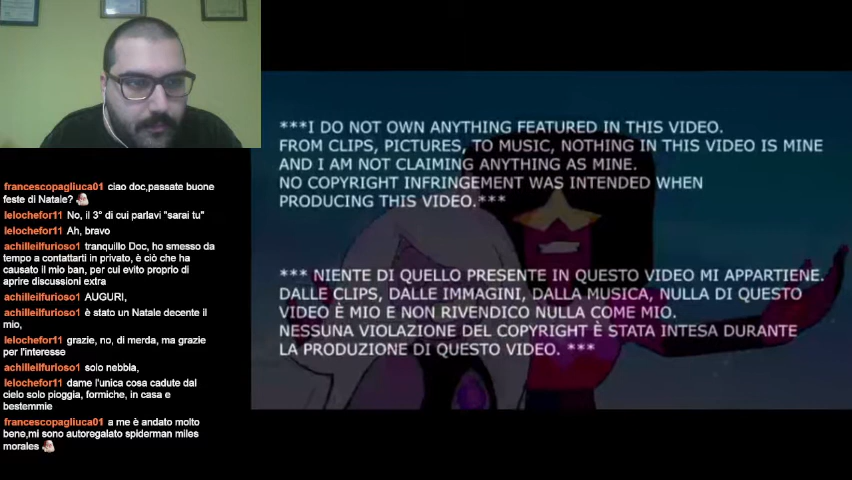 francescopagliuca01 ciao doc,passate buone
feste di Natale?
lelochefor11 No, il 3° di cui parlavi "sarai tu"
lelochefor11 Ah, bravo
achilleilfurioso1 tranquillo Doc, ho smesso da
tempo a contattarti in privato, è ciò che ha
causato il mio ban, per cui evito proprio di
aprire discussioni extra
achilleilfurioso1 AUGURI,
achilleilfurioso1 è stato un Natale decente il
mio,
lelochefor11 grazie, no, di merda, ma grazie
per l'interesse
achilleilfurioso1 solo nebbia,
lelochefor11 dame l'unica cosa cadute dal
cielo solo pioggia, formiche, in casa e
bestemmie
francescopagliuca01 a me è andato molto
bene,mi sono autoregalato spiderman miles
morales
***I DO NOT OWN ANYTHING FEATURED IN THIS VIDEO.
FROM CLIPS, PICTURES, TO MUSIC, NOTHING IN THIS VIDEO IS MINE
AND I AM NOT CLAIMING ANYTHING AS MINE.
NO COPYRIGHT INFRINGEMENT WAS INTENDED WHEN
PRODUCING THIS VIDEO.***
*** NIENTE DI QUELLO PRESENTE IN QUESTO VIDEO MI APPARTIENE.
DALLE CLIPS, DALLE IMMAGINI, DALLA MUSICA, NULLA DI QUESTO
VIDEO È MIO E NON RIVENDICO NULLA COME MIO.
NESSUNA VIOLAZIONE DEL COPYRIGHT È STATA INTESA DURANTE
LA PRODUZIONE DI QUESTO VIDEO. ***